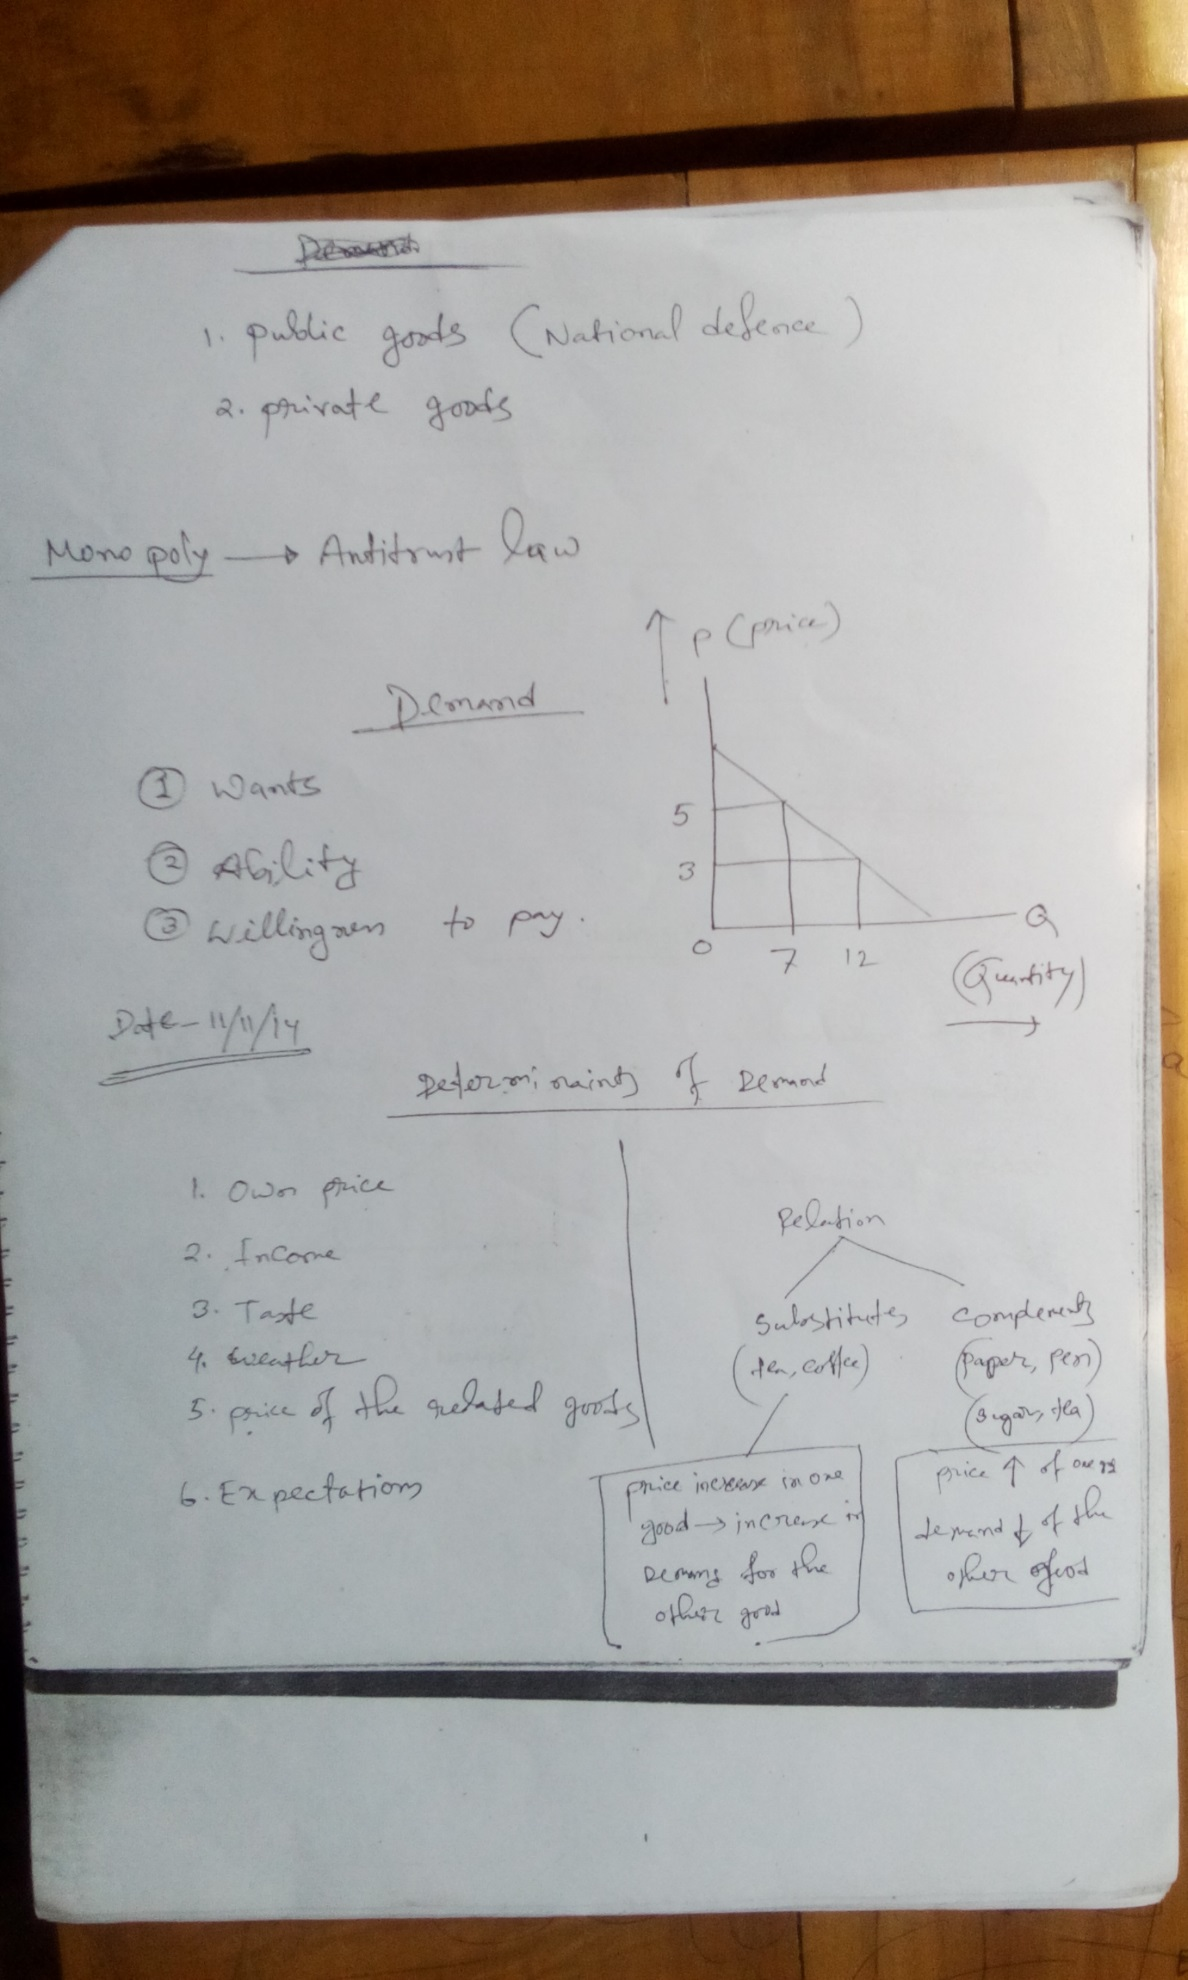 1. public goods (National defence)
2. private goods
Monopoly → Antitrust law
P (price)
Demand
① Wants
② Ability
③ Willingness to pay.
5
3
0
7
12
Q
(Quantity)
Date - 11/11/14
Determinaints of Demand
1. Own price
2. Income
3. Taste
4. Weather
5. price of the related goods
6. Expectations
Relation
Substitutes
(tea, coffee)
Complements
(paper, pen)
(sugar, tea)
price increase in one
good → increase in
Demand for the
other good
price ↑ of one
demand ↓ of the
other good